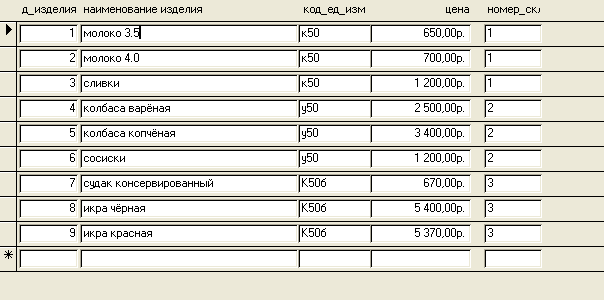 д_изделия наименование изделия код_ед_изм цена номер_скл
1 молоко 3.5 к50 650,00р. 1
2 молоко 4.0 к50 700,00р. 1
3 сливки к50 1 200,00р. 1
4 колбаса варёная у50 2 500,00р. 2
5 колбаса копчёная у50 3 400,00р. 2
6 сосиски у50 1 200,00р. 2
7 судак консервированный К50б 670,00р. 3
8 икра чёрная К50б 5 400,00р. 3
9 икра красная К50б 5 370,00р. 3